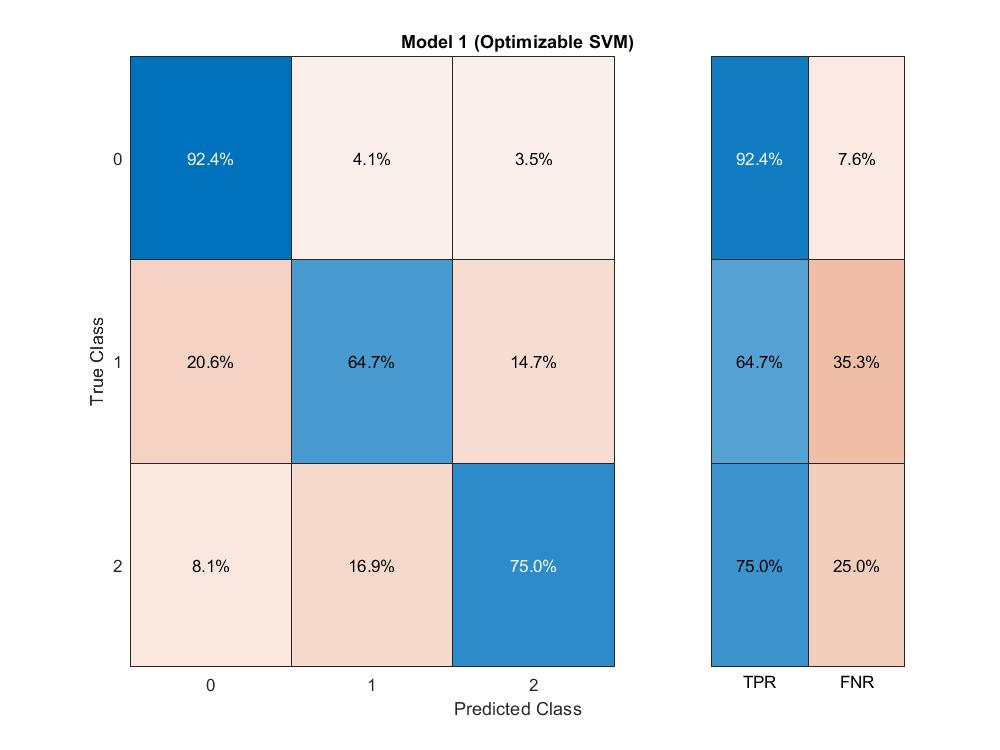 Model 1 (Optimizable SVM)
0 92.4% 4.1% 3.5% 92.4% 7.6%
True Class
1 20.6% 64.7% 14.7% 64.7% 35.3%
2 8.1% 16.9% 75.0% 75.0% 25.0%
0 1 2 TPR FNR
Predicted Class